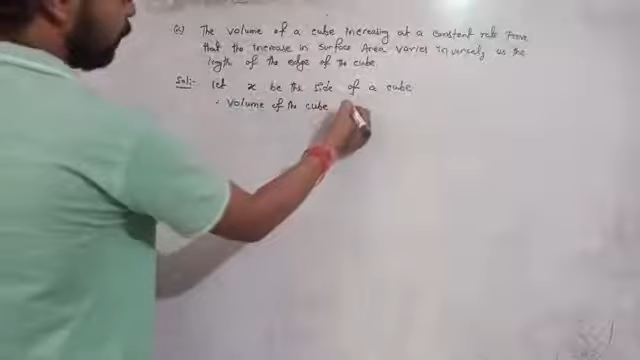 (2) The volume of a cube increasing at a constant rate Prove
that the increase in Surface Area varies inversely as the
length of the edge of the cube
Sol:- Let x be the side of a cube
. Volume of the cube